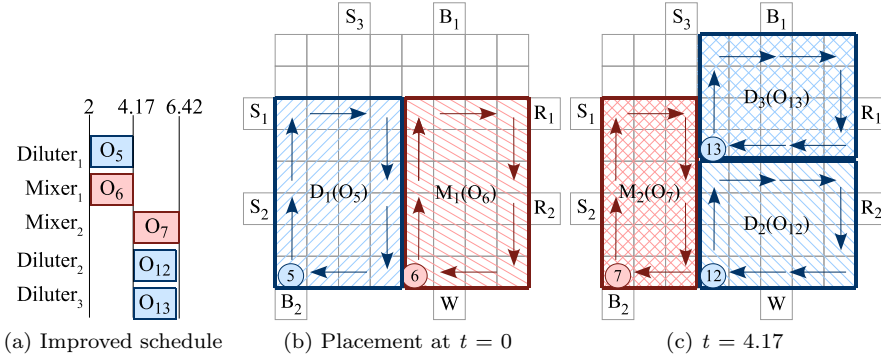 2 4.17 6.42
Diluter1 O5
Mixer1 O6
Mixer2 O7
Diluter2 O12
Diluter3 O13
(a) Improved schedule
S3 B1
S1 R1
D1(O5) M1(O6)
S2 R2
5 6
B2 W
(b) Placement at t = 0
S3 B1
D3(O13)
S1 R1
13
M2(O7)
S2 R2
D2(O12)
7 12
B2 W
(c) t = 4.17